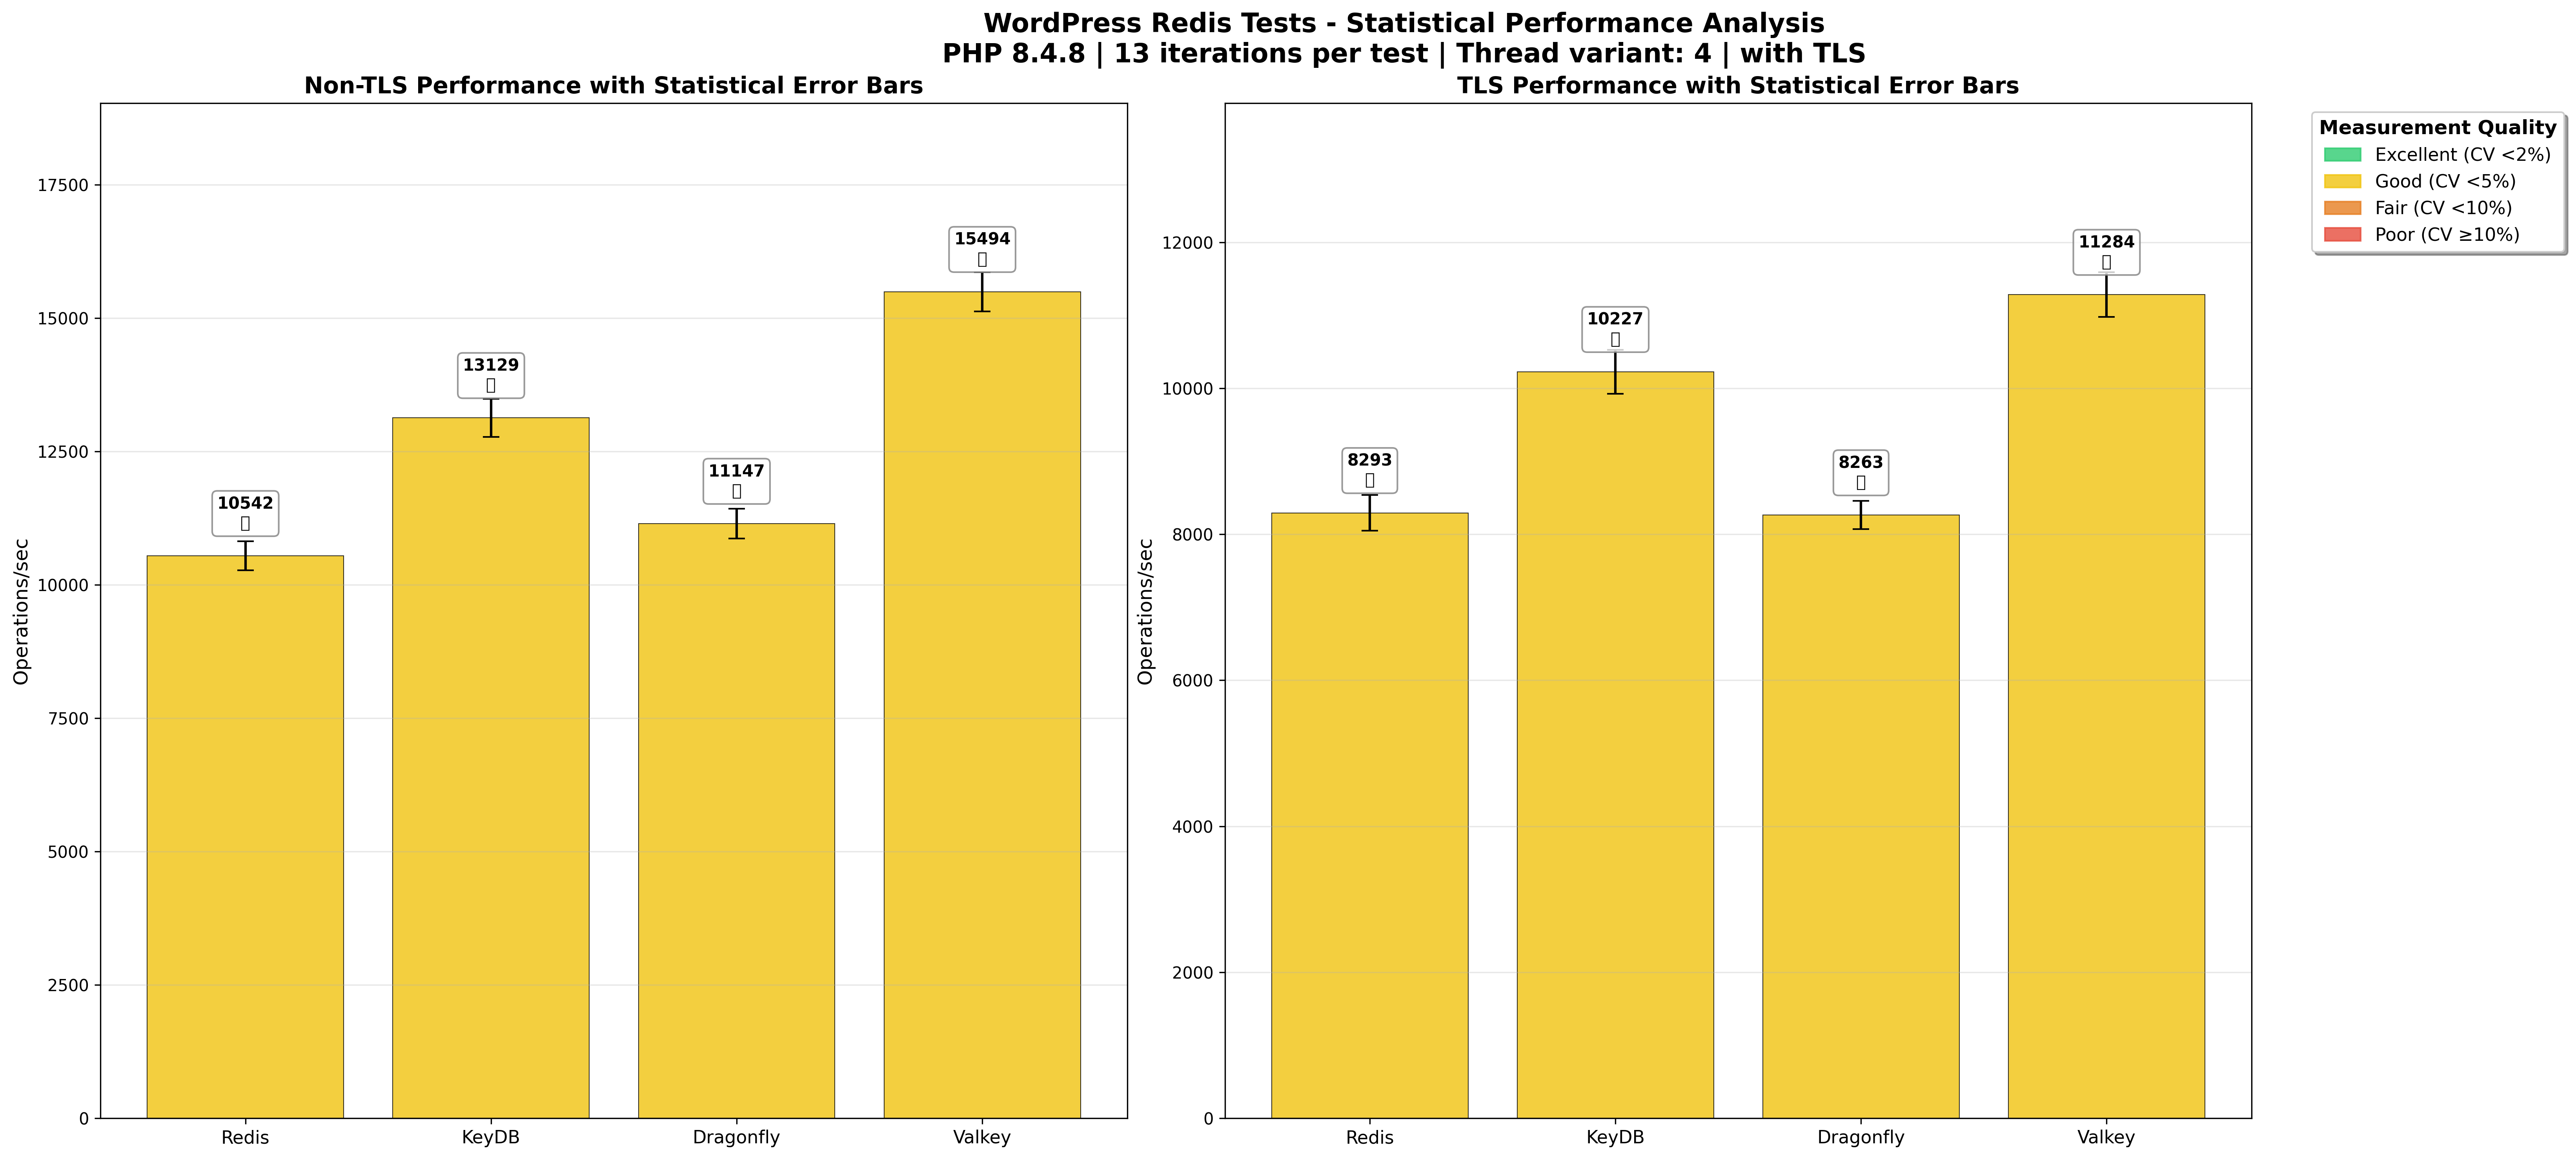 WordPress Redis Tests - Statistical Performance Analysis
PHP 8.4.8 | 13 iterations per test | Thread variant: 4 | with TLS
Non-TLS Performance with Statistical Error Bars
Operations/sec
17500
15000
12500
10000
7500
5000
2500
0
10542
13129
11147
15494
Redis
KeyDB
Dragonfly
Valkey
TLS Performance with Statistical Error Bars
Operations/sec
12000
10000
8000
6000
4000
2000
0
8293
10227
8263
11284
Redis
KeyDB
Dragonfly
Valkey
Measurement Quality
Excellent (CV <2%)
Good (CV <5%)
Fair (CV <10%)
Poor (CV ≥10%)